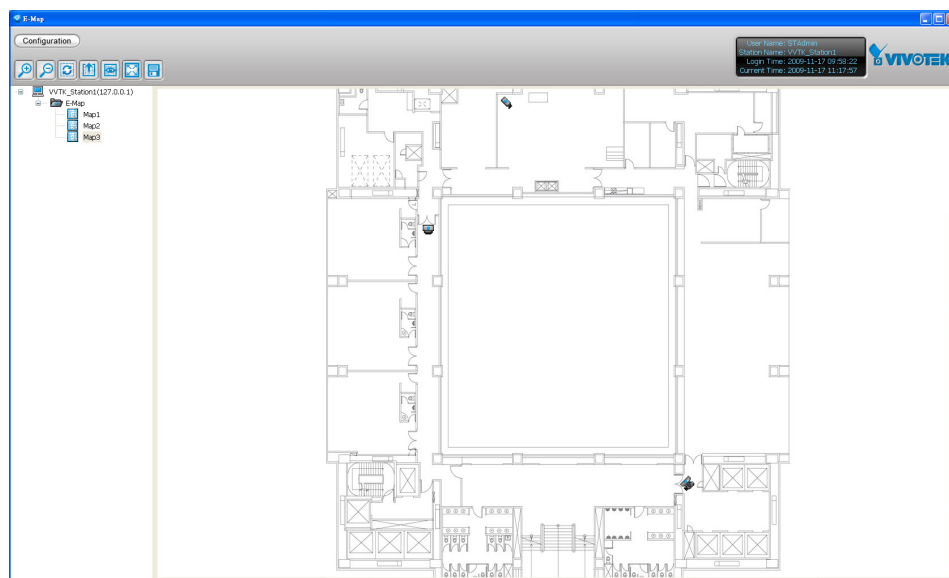 E-Map
Configuration
User Name: STAdmin
Station Name: VVTK_Station1
Login Time: 2009-11-17 09:58:22
Current Time: 2009-11-17 11:17:57
VIVOTEK
VVTK_Station1(127.0.0.1)
E-Map
Map1
Map2
Map3